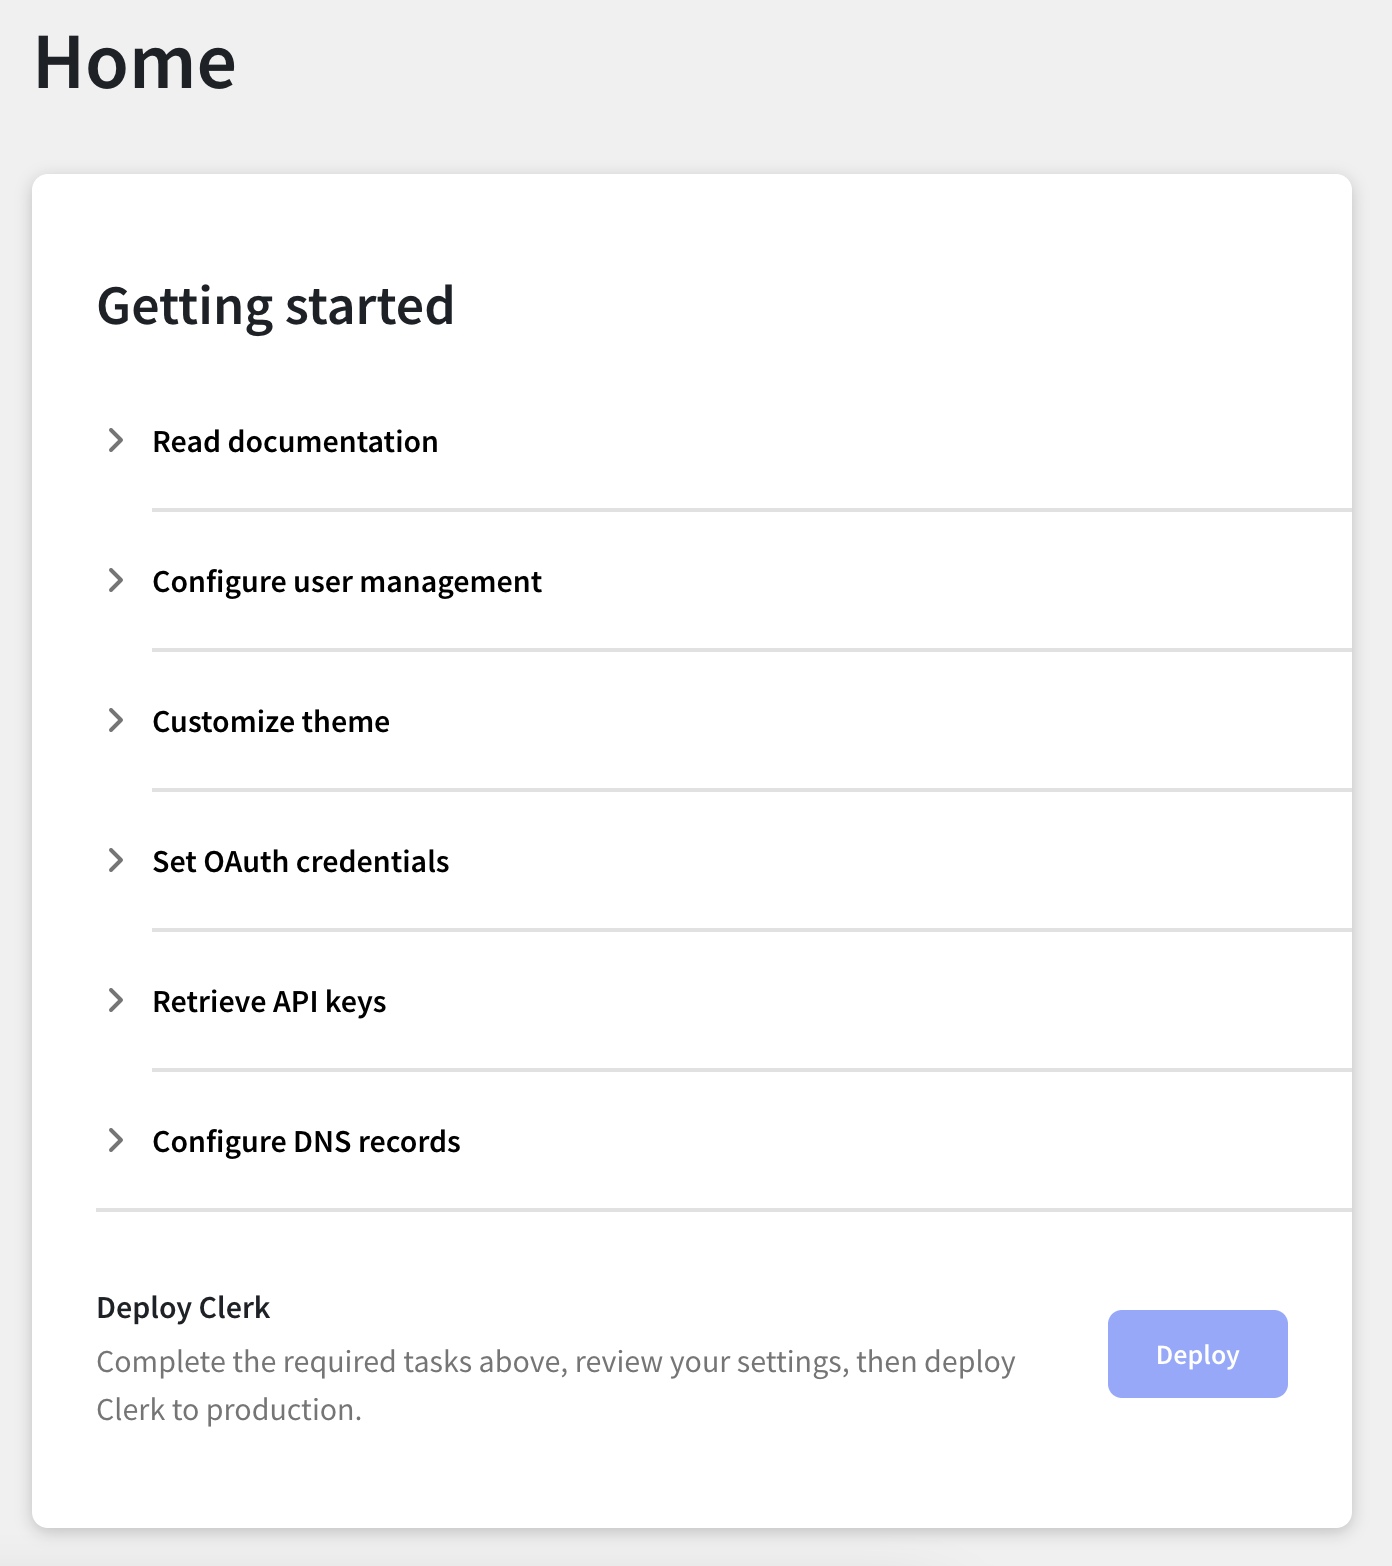 Home
Getting started
Read documentation
Configure user management
Customize theme
Set OAuth credentials
Retrieve API keys
Configure DNS records
Deploy Clerk
Complete the required tasks above, review your settings, then deploy
Clerk to production.
Deploy